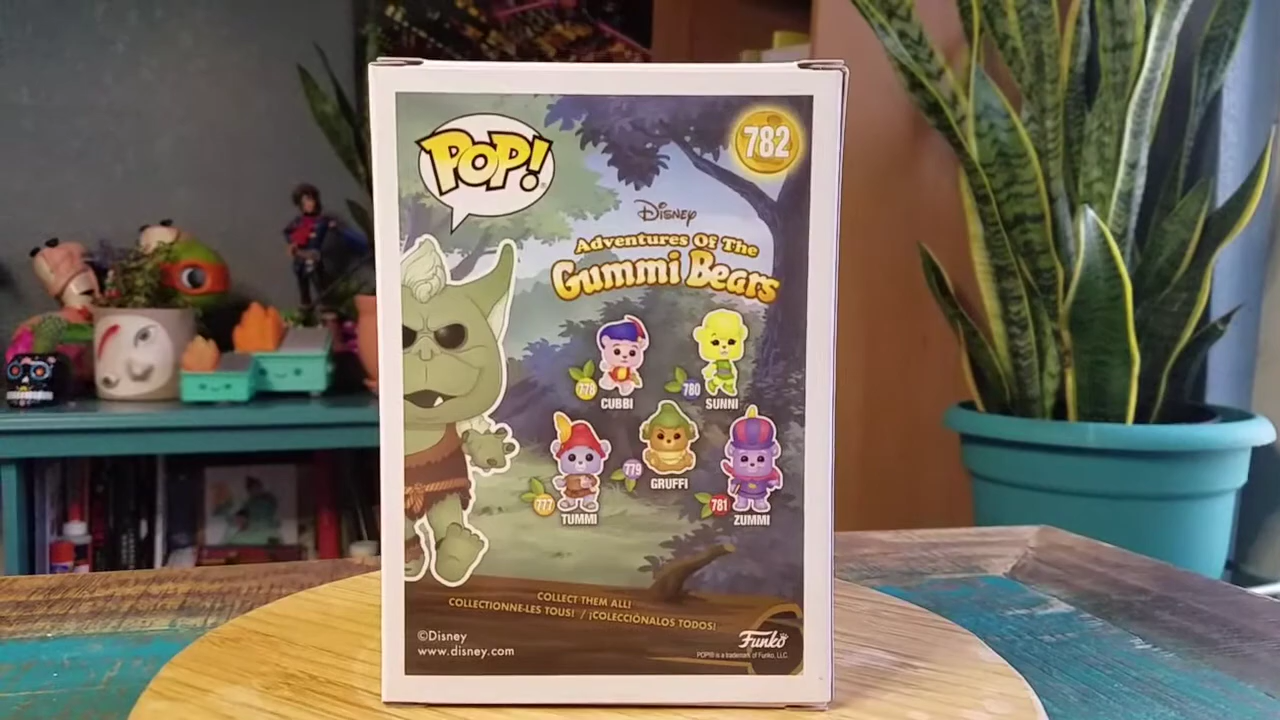 POP!
782
Disney
Adventures Of The
Gummi Bears
778
CUBBI
780
SUNNI
777
TUMMI
779
GRUFFI
781
ZUMMI
COLLECT THEM ALL!
COLLECTIONNE-LES TOUS! / ¡COLECCIÓNALOS TODOS!
©Disney
www.disney.com
Funko
POP!® is a trademark of Funko, LLC.